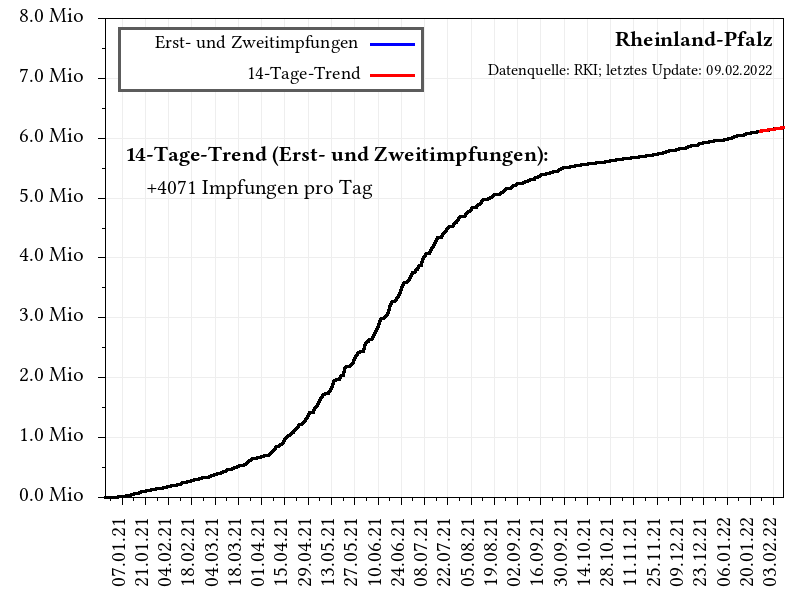 8.0 Mio
7.0 Mio
6.0 Mio
5.0 Mio
4.0 Mio
3.0 Mio
2.0 Mio
1.0 Mio
0.0 Mio
Erst- und Zweitimpfungen
14-Tage-Trend
Rheinland-Pfalz
Datenquelle: RKI; letztes Update: 09.02.2022
14-Tage-Trend (Erst- und Zweitimpfungen):
+4071 Impfungen pro Tag
07.01.21
21.01.21
04.02.21
18.02.21
04.03.21
18.03.21
01.04.21
15.04.21
29.04.21
13.05.21
27.05.21
10.06.21
24.06.21
08.07.21
22.07.21
05.08.21
19.08.21
02.09.21
16.09.21
30.09.21
14.10.21
28.10.21
11.11.21
25.11.21
09.12.21
23.12.21
06.01.22
20.01.22
03.02.22